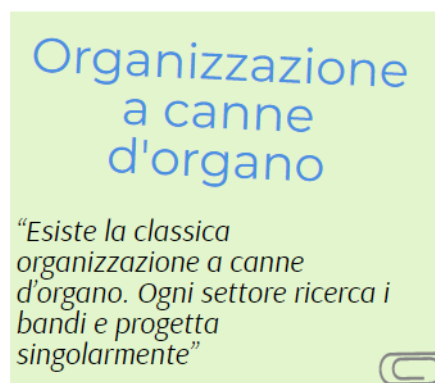 Organizzazione
a canne
d'organo
“Esiste la classica
organizzazione a canne
d’organo. Ogni settore ricerca i
bandi e progetta
singolarmente”